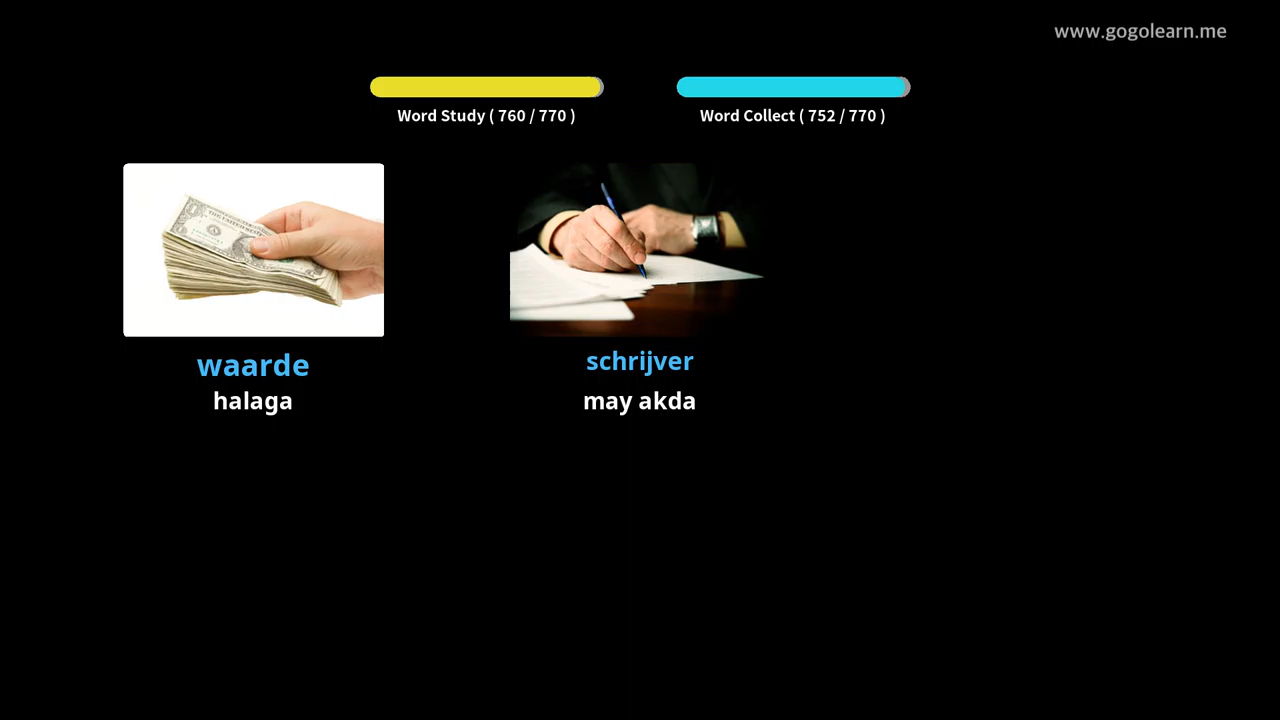 www.gogolearn.me
Word Study ( 760 / 770 )
Word Collect ( 752 / 770 )
waarde
halaga
schrijver
may akda